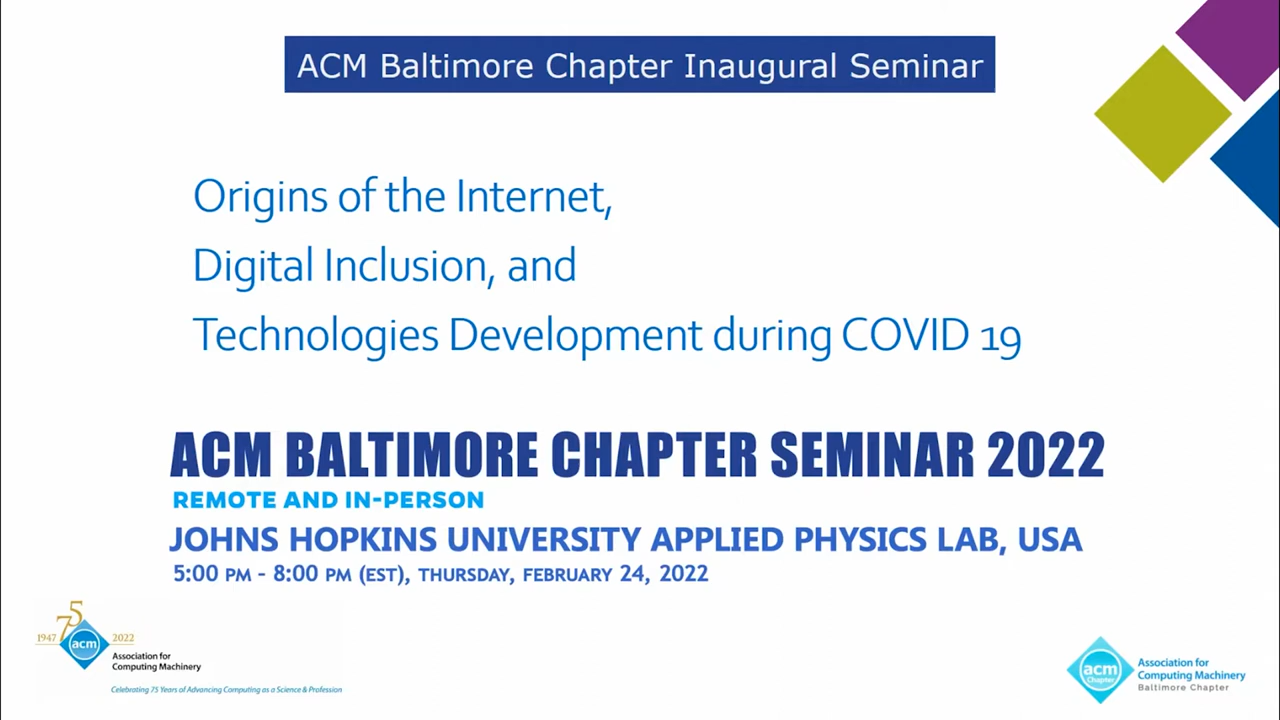 ACM Baltimore Chapter Inaugural Seminar
Origins of the Internet,
Digital Inclusion, and
Technologies Development during COVID 19
ACM BALTIMORE CHAPTER SEMINAR 2022
REMOTE AND IN-PERSON
JOHNS HOPKINS UNIVERSITY APPLIED PHYSICS LAB, USA
5:00 PM - 8:00 PM (EST), THURSDAY, FEBRUARY 24, 2022
75
1947 acm 2022
Association for
Computing Machinery
Celebrating 75 Years of Advancing Computing as a Science & Profession
acm
Chapter
Association for
Computing Machinery
Baltimore Chapter